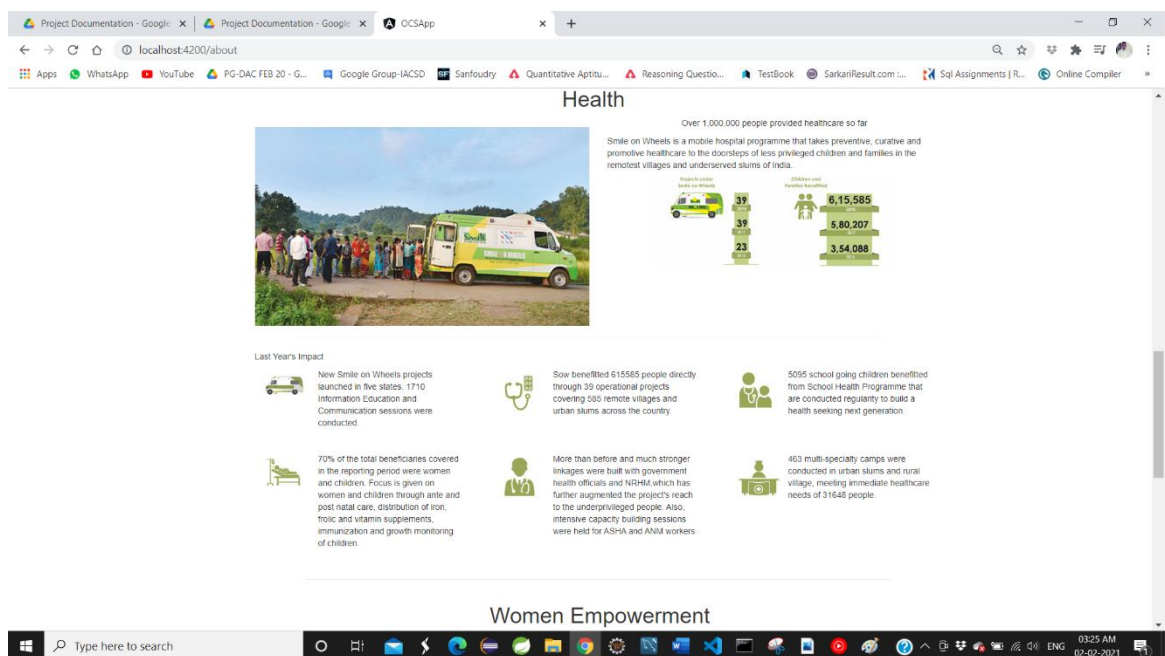 Project Documentation - Google
Project Documentation - Google
OCSApp
localhost:4200/about
Apps
WhatsApp
YouTube
PG-DAC FEB 20 - G...
Google Group-IACSD
Sanfoudry
Quantitative Aptitu...
Reasoning Questio...
TestBook
SarkariResult.com :...
Sql Assignments | R...
Online Compiler
Health
Over 1,000,000 people provided healthcare so far
Smile on Wheels is a mobile hospital programme that takes preventive, curative and
promotive healthcare to the doorsteps of less privileged children and families in the
remotest villages and underserved slums of India.
Projects under
Smile on Wheels
39
39
23
Children and
Families benefitted
6,15,585
5,80,207
3,54,088
Last Year's Impact
New Smile on Wheels projects
launched in five states. 1710
Information Education and
Communication sessions were
conducted.
Sow benefitted 615585 people directly
through 39 operational projects
covering 585 remote villages and
urban slums across the country.
5095 school going children benefitted
from School Health Programme that
are conducted regularity to build a
health seeking next generation.
70% of the total beneficiaries covered
in the reporting period were women
and children. Focus is given on
women and children through ante and
post natal care, distribution of iron,
frolic and vitamin supplements,
immunization and growth monitoring
of children.
More than before and much stronger
linkages were built with government
health officials and NRHM,which has
further augmented the project's reach
to the underprivileged people. Also,
intensive capacity building sessions
were held for ASHA and ANM workers.
463 multi-specialty camps were
conducted in urban slums and rural
village, meeting immediate healthcare
needs of 31648 people.
Women Empowerment
Type here to search
ENG
03:25 AM
02-02-2021